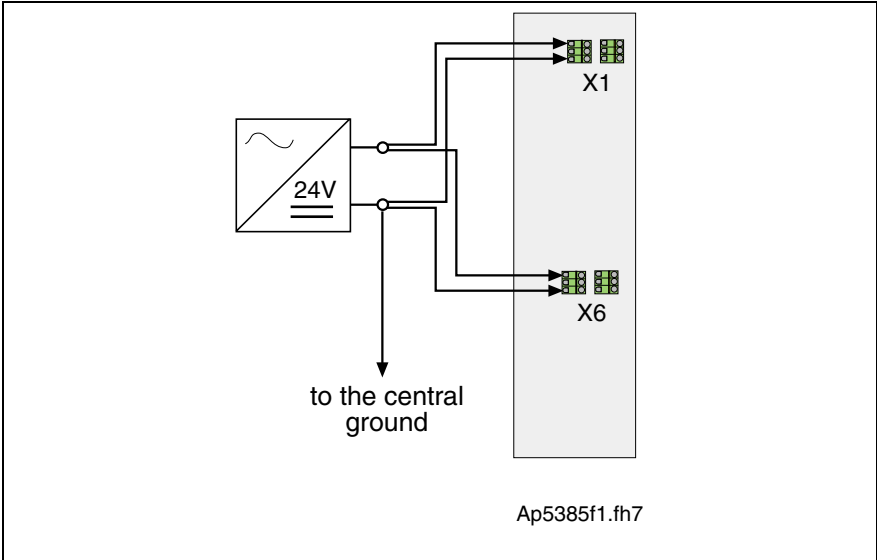 X1
24V
X6
to the central
ground
Ap5385f1.fh7